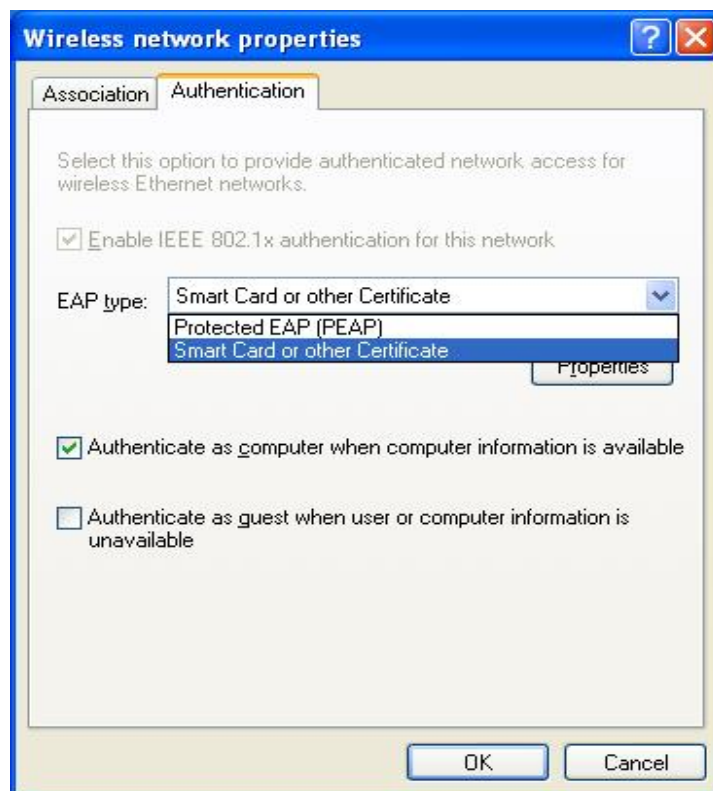 Wireless network properties
Association Authentication
Select this option to provide authenticated network access for
wireless Ethernet networks.
Enable IEEE 802.1x authentication for this network
EAP type: Smart Card or other Certificate
Protected EAP (PEAP)
Smart Card or other Certificate
Properties
Authenticate as computer when computer information is available
Authenticate as guest when user or computer information is
unavailable
OK Cancel